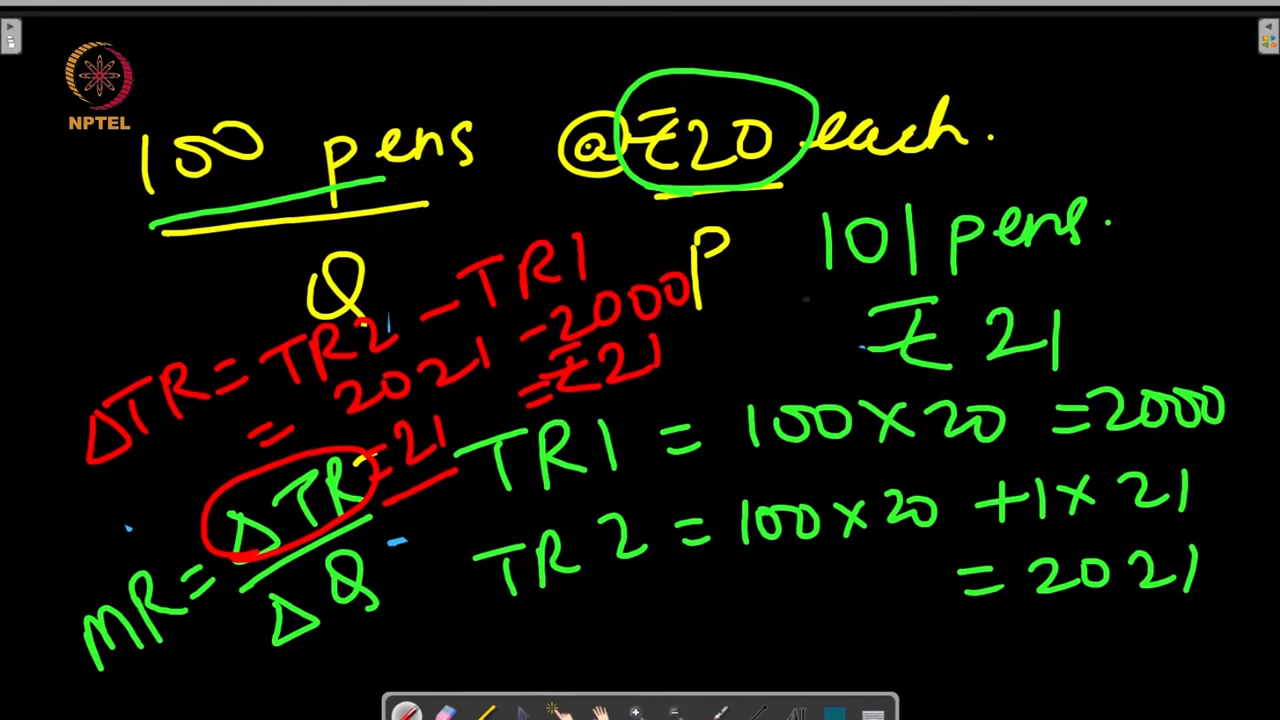 NPTEL
100 pens @ ₹20 each.
Q
P
101 pens.
₹ 21
ΔTR = TR2 - TR1
= 2021 - 2000
= ₹21
TR1 = 100 × 20 = 2000
TR2 = 100 × 20 + 1 × 21
= 2021
MR = ΔTR = 21
ΔQ